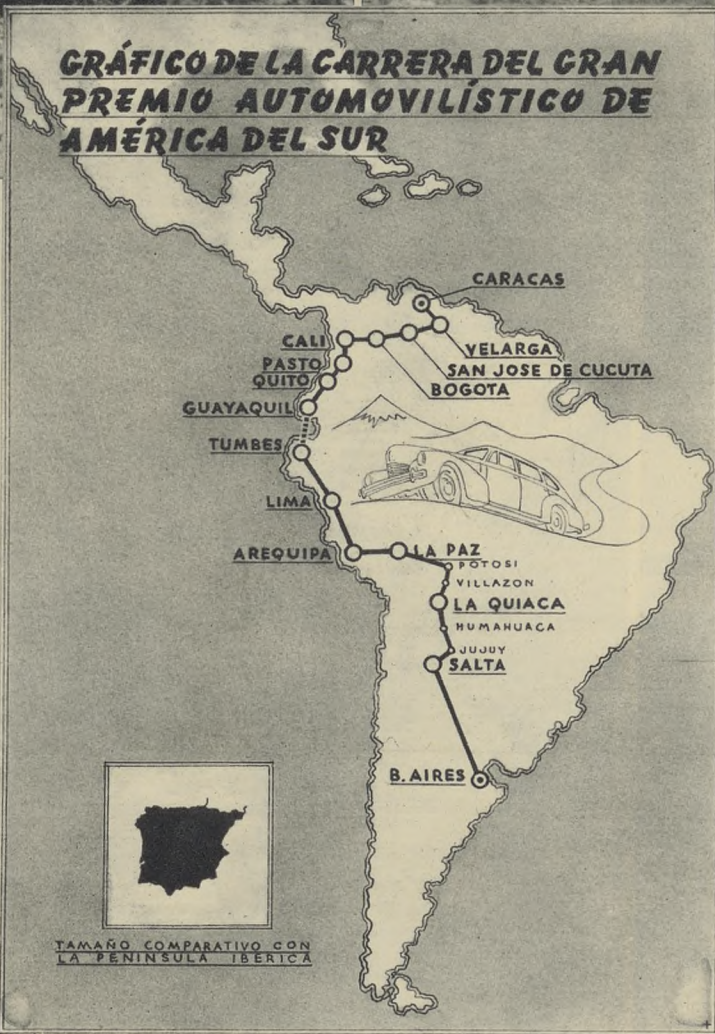 GRÁFICO DE LA CARRERA DEL GRAN
PREMIO AUTOMOVILÍSTICO DE
AMÉRICA DEL SUR
CARACAS
CALI
VELARGA
PASTO
SAN JOSE DE CUCUTA
QUITO
BOGOTA
GUAYAQUIL
TUMBES
LIMA
AREQUIPA
LA PAZ
POTOSI
VILLAZON
LA QUIACA
HUMAHUACA
JUJUY
SALTA
B. AIRES
TAMAÑO COMPARATIVO CON
LA PENINSULA IBERICA